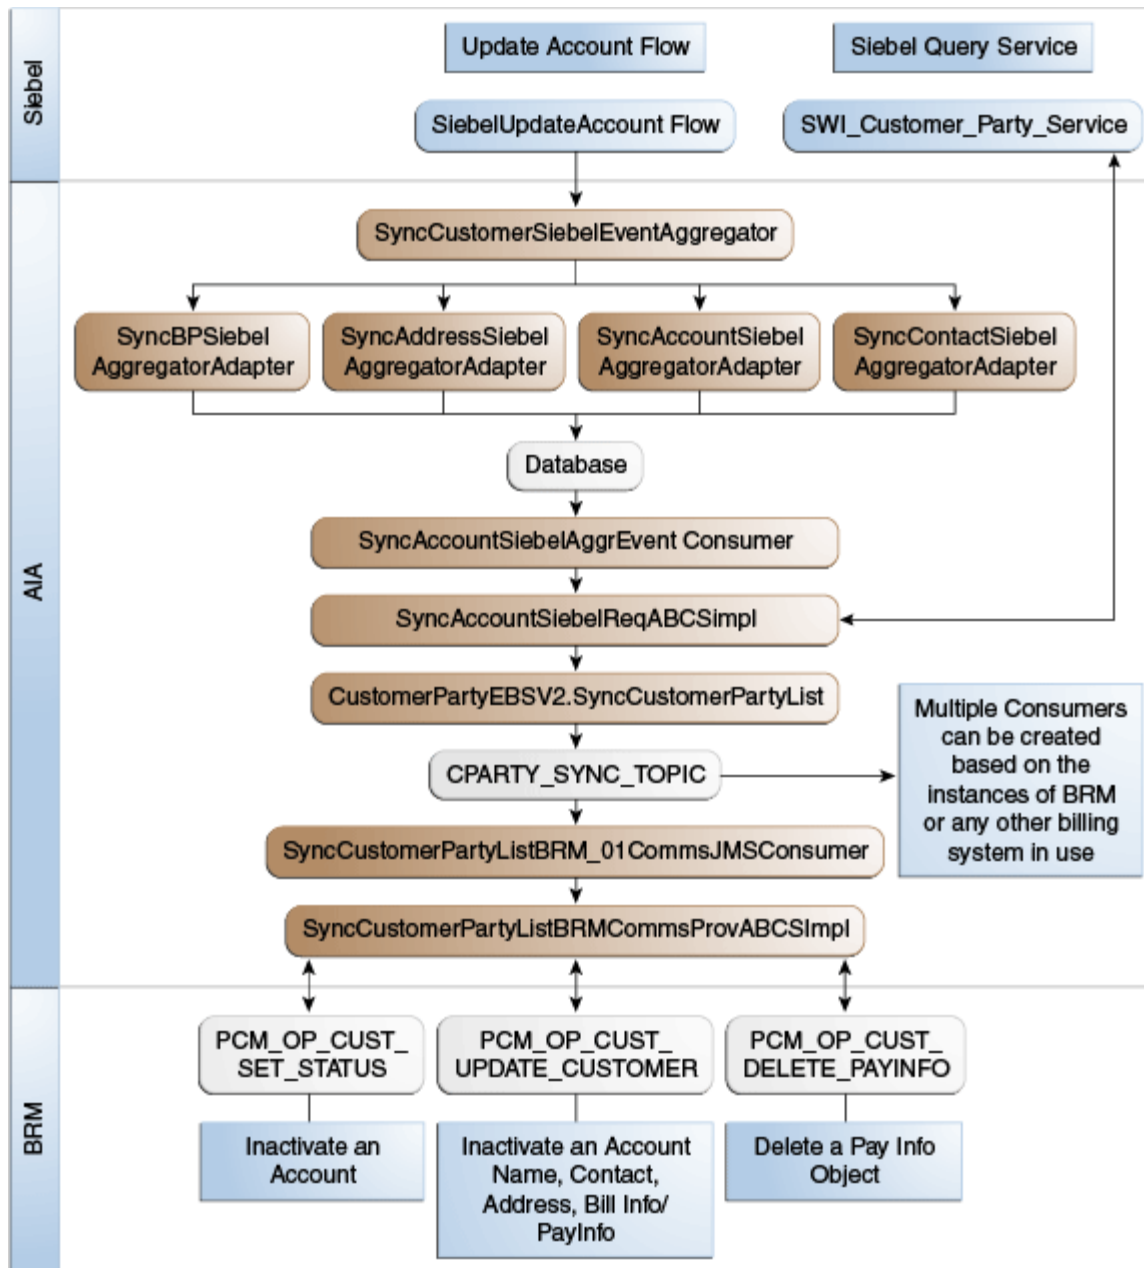 Siebel
Update Account Flow
Siebel Query Service
SiebelUpdateAccount Flow
SWI_Customer_Party_Service
AIA
SyncCustomerSiebelEventAggregator
SyncBPSiebel
AggregatorAdapter
SyncAddressSiebel
AggregatorAdapter
SyncAccountSiebel
AggregatorAdapter
SyncContactSiebel
AggregatorAdapter
Database
SyncAccountSiebelAggrEvent Consumer
SyncAccountSiebelReqABCSimpl
CustomerPartyEBSV2.SyncCustomerPartyList
CPARTY_SYNC_TOPIC
Multiple Consumers
can be created
based on the
instances of BRM
or any other billing
system in use
SyncCustomerPartyListBRM_01CommsJMSConsumer
SyncCustomerPartyListBRMCommsProvABCSImpl
BRM
PCM_OP_CUST_
SET_STATUS
PCM_OP_CUST_
UPDATE_CUSTOMER
PCM_OP_CUST_
DELETE_PAYINFO
Inactivate an
Account
Inactivate an Account
Name, Contact,
Address, Bill Info/
PayInfo
Delete a Pay Info
Object